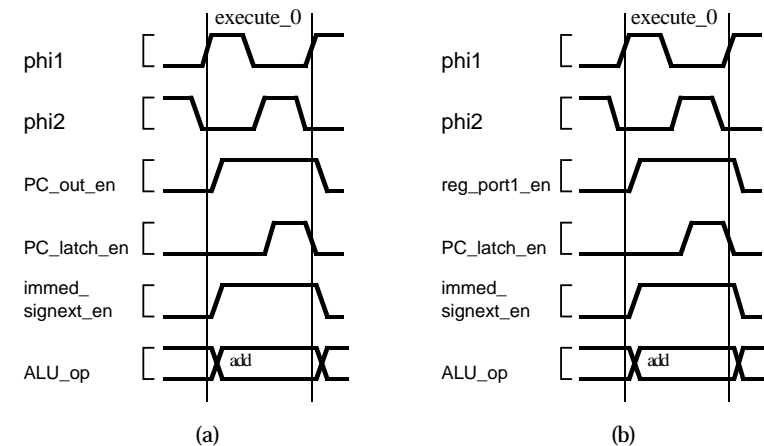 execute_0
phi1
phi2
PC_out_en
PC_latch_en
immed_
signext_en
ALU_op
add
(a)
execute_0
phi1
phi2
reg_port1_en
PC_latch_en
immed_
signext_en
ALU_op
add
(b)